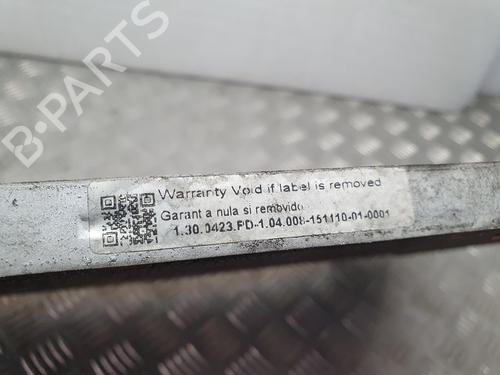 B-PARTS
Warranty Void if label is removed
Garant a nula si removido
1.30.0423.PD-1.04.008-151110-01-0001